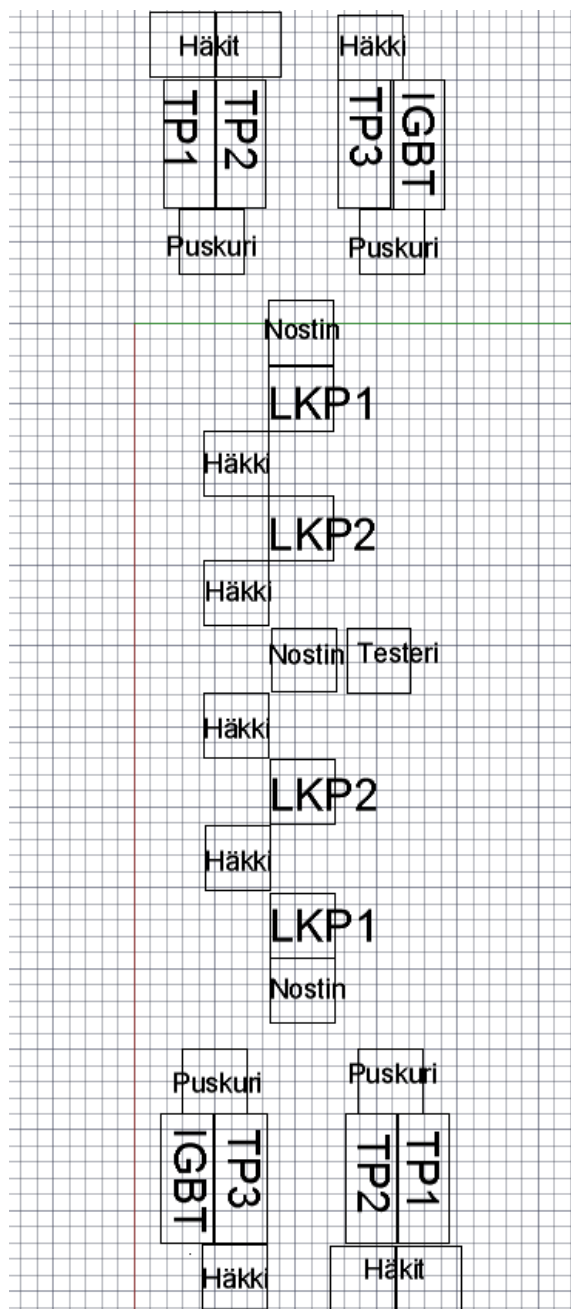 Häkit
Häkki
TP1
TP2
TP3
IGBT
Puskuri
Puskuri
Nostin
LKP1
Häkki
LKP2
Häkki
Nostin
Testeri
Häkki
LKP2
Häkki
LKP1
Nostin
Puskuri
Puskuri
IGBT
TP3
TP2
TP1
Häkki
Häkit